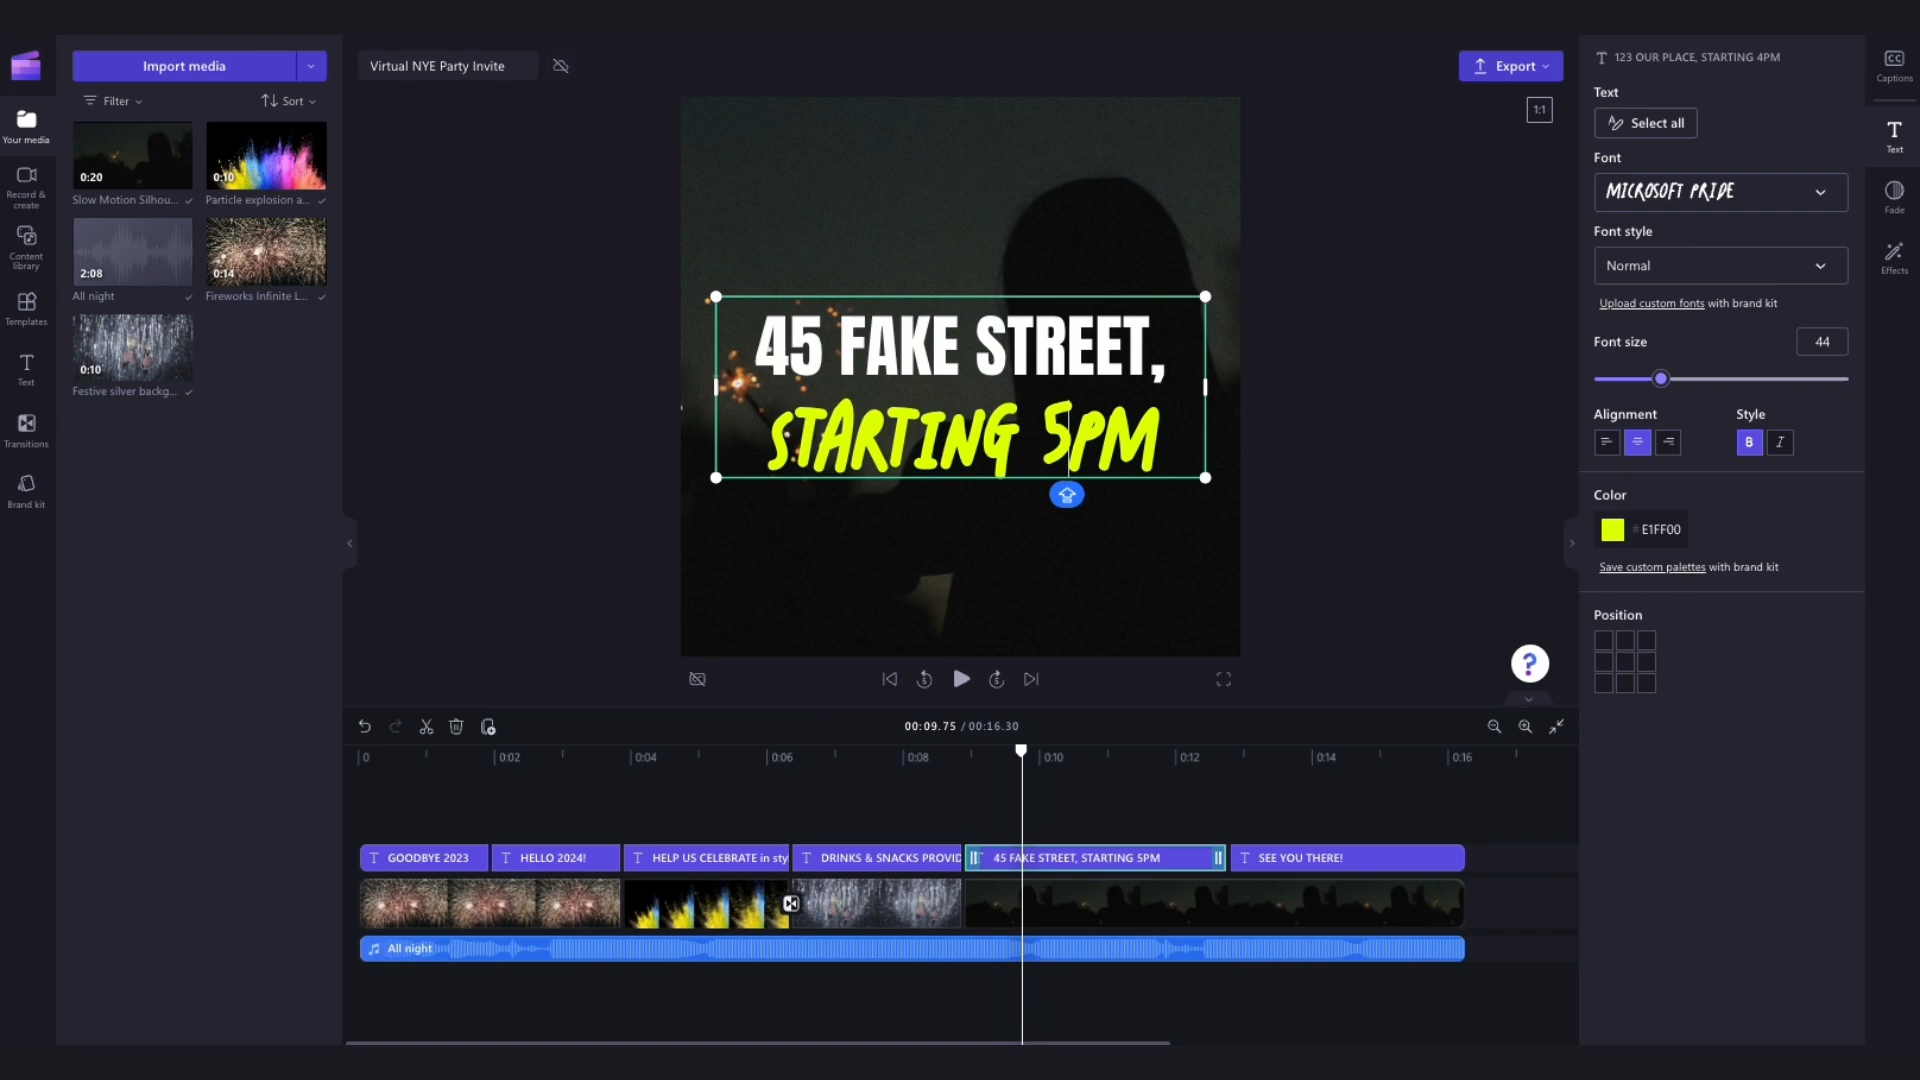 Import media
Virtual NYE Party Invite
Export
123 OUR PLACE, STARTING 4PM
Captions
Filter
Sort
1:1
Text
Select all
Your media
0:20
0:10
Text
Slow Motion Silhou...
Particle explosion a...
Font
MICROSOFT PRIDE
Record &
create
Fade
Font style
Content
library
2:08
0:14
Normal
Effects
All night
Fireworks Infinite L...
Upload custom fonts with brand kit
Templates
45 FAKE STREET,
STARTING 5PM
Font size
44
Text
0:10
Festive silver backg...
Alignment
Style
B
I
Transitions
Brand kit
Color
# E1FF00
Save custom palettes with brand kit
Position
5
5
?
00:09.75 / 00:16.30
0
0:02
0:04
0:06
0:08
0:10
0:12
0:14
0:16
T GOODBYE 2023
T HELLO 2024!
T HELP US CELEBRATE in sty
T DRINKS & SNACKS PROVID
45 FAKE STREET, STARTING 5PM
T SEE YOU THERE!
All night